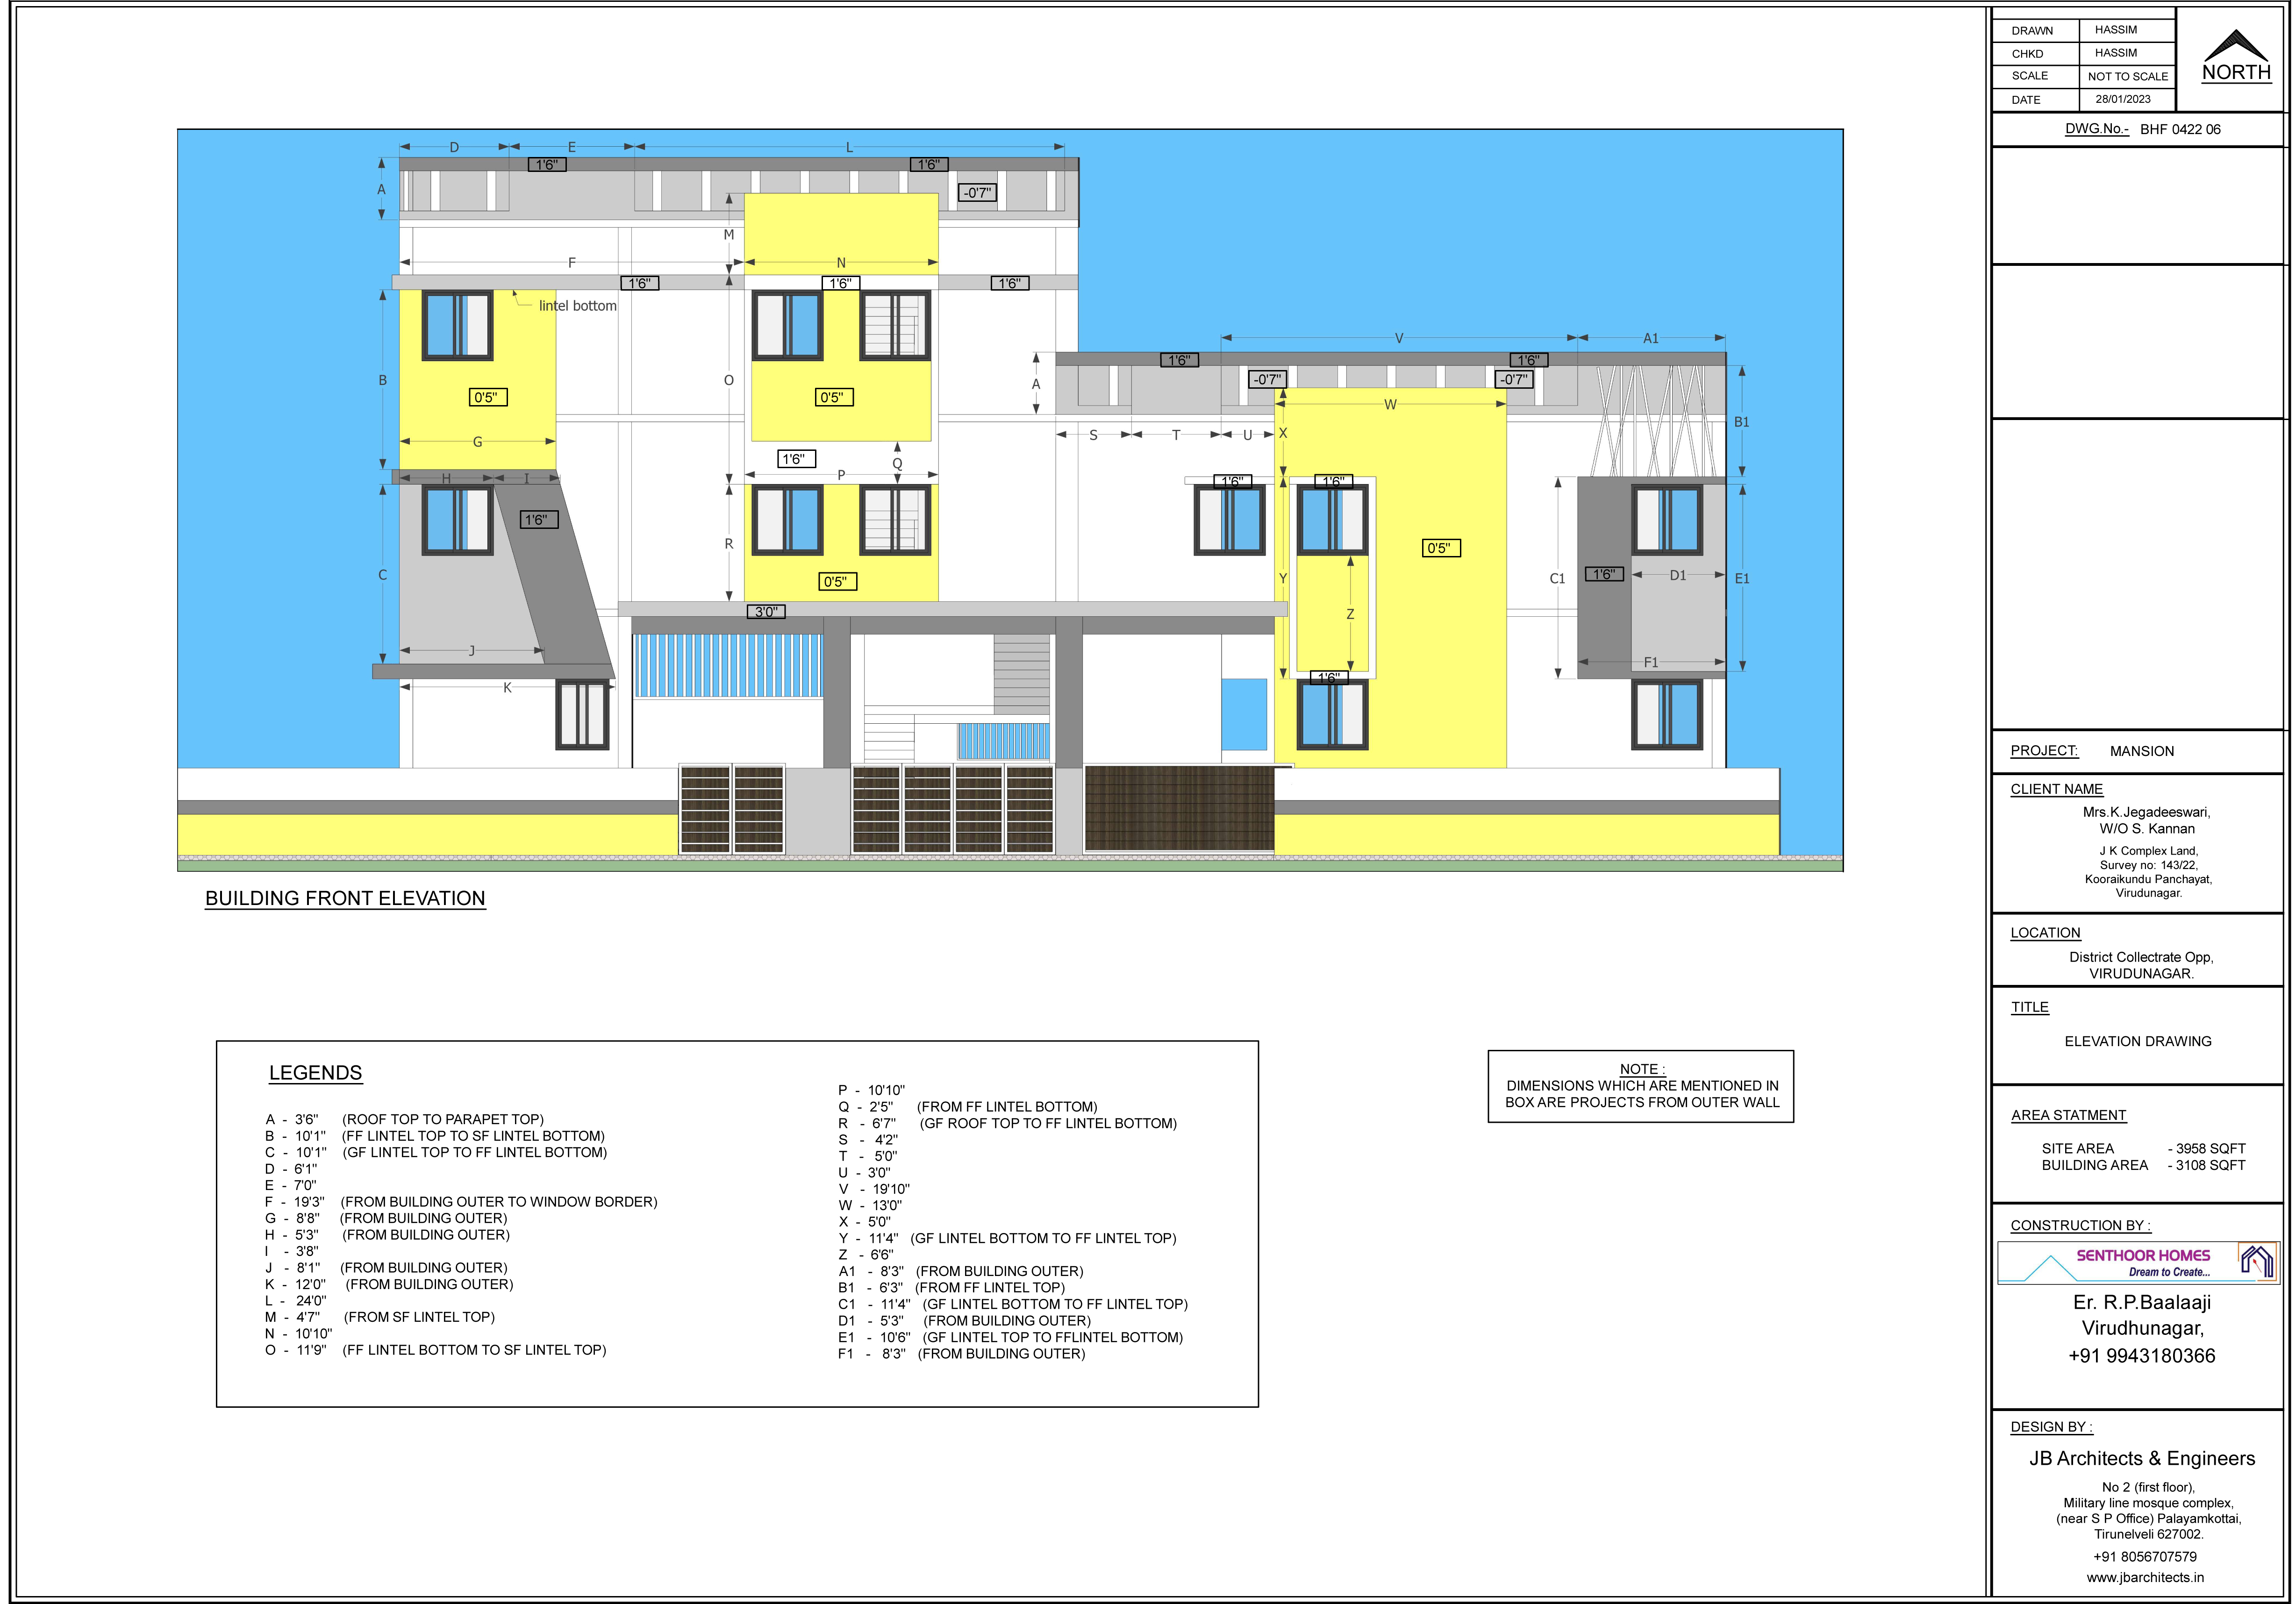 DRAWN HASSIM
CHKD HASSIM
SCALE NOT TO SCALE
DATE 28/01/2023
NORTH
DWG.No.- BHF 0422 06
D E L
1'6" 1'6"
A
-0'7"
M
F N
1'6" 1'6" 1'6"
lintel bottom
V A1
1'6" 1'6"
B O A
-0'7" -0'7"
0'5" 0'5"
W
B1
G S T U X
1'6" Q
P
H I
1'6" 1'6"
1'6"
R 0'5"
C Y C1 1'6" D1 E1
0'5"
3'0" Z
J F1
1'6"
K
BUILDING FRONT ELEVATION
LEGENDS
A - 3'6" (ROOF TOP TO PARAPET TOP)
B - 10'1" (FF LINTEL TOP TO SF LINTEL BOTTOM)
C - 10'1" (GF LINTEL TOP TO FF LINTEL BOTTOM)
D - 6'1"
E - 7'0"
F - 19'3" (FROM BUILDING OUTER TO WINDOW BORDER)
G - 8'8" (FROM BUILDING OUTER)
H - 5'3" (FROM BUILDING OUTER)
I - 3'8"
J - 8'1" (FROM BUILDING OUTER)
K - 12'0" (FROM BUILDING OUTER)
L - 24'0"
M - 4'7" (FROM SF LINTEL TOP)
N - 10'10"
O - 11'9" (FF LINTEL BOTTOM TO SF LINTEL TOP)
P - 10'10"
Q - 2'5" (FROM FF LINTEL BOTTOM)
R - 6'7" (GF ROOF TOP TO FF LINTEL BOTTOM)
S - 4'2"
T - 5'0"
U - 3'0"
V - 19'10"
W - 13'0"
X - 5'0"
Y - 11'4" (GF LINTEL BOTTOM TO FF LINTEL TOP)
Z - 6'6"
A1 - 8'3" (FROM BUILDING OUTER)
B1 - 6'3" (FROM FF LINTEL TOP)
C1 - 11'4" (GF LINTEL BOTTOM TO FF LINTEL TOP)
D1 - 5'3" (FROM BUILDING OUTER)
E1 - 10'6" (GF LINTEL TOP TO FFLINTEL BOTTOM)
F1 - 8'3" (FROM BUILDING OUTER)
NOTE :
DIMENSIONS WHICH ARE MENTIONED IN
BOX ARE PROJECTS FROM OUTER WALL
PROJECT: MANSION
CLIENT NAME
Mrs.K.Jegadeeswari,
W/O S. Kannan
J K Complex Land,
Survey no: 143/22,
Kooraikundu Panchayat,
Virudunagar.
LOCATION
District Collectrate Opp,
VIRUDUNAGAR.
TITLE
ELEVATION DRAWING
AREA STATMENT
SITE AREA - 3958 SQFT
BUILDING AREA - 3108 SQFT
CONSTRUCTION BY :
SENTHOOR HOMES
Dream to Create...
Er. R.P.Baalaaji
Virudhunagar,
+91 9943180366
DESIGN BY :
JB Architects & Engineers
No 2 (first floor),
Military line mosque complex,
(near S P Office) Palayamkottai,
Tirunelveli 627002.
+91 8056707579
www.jbarchitects.in